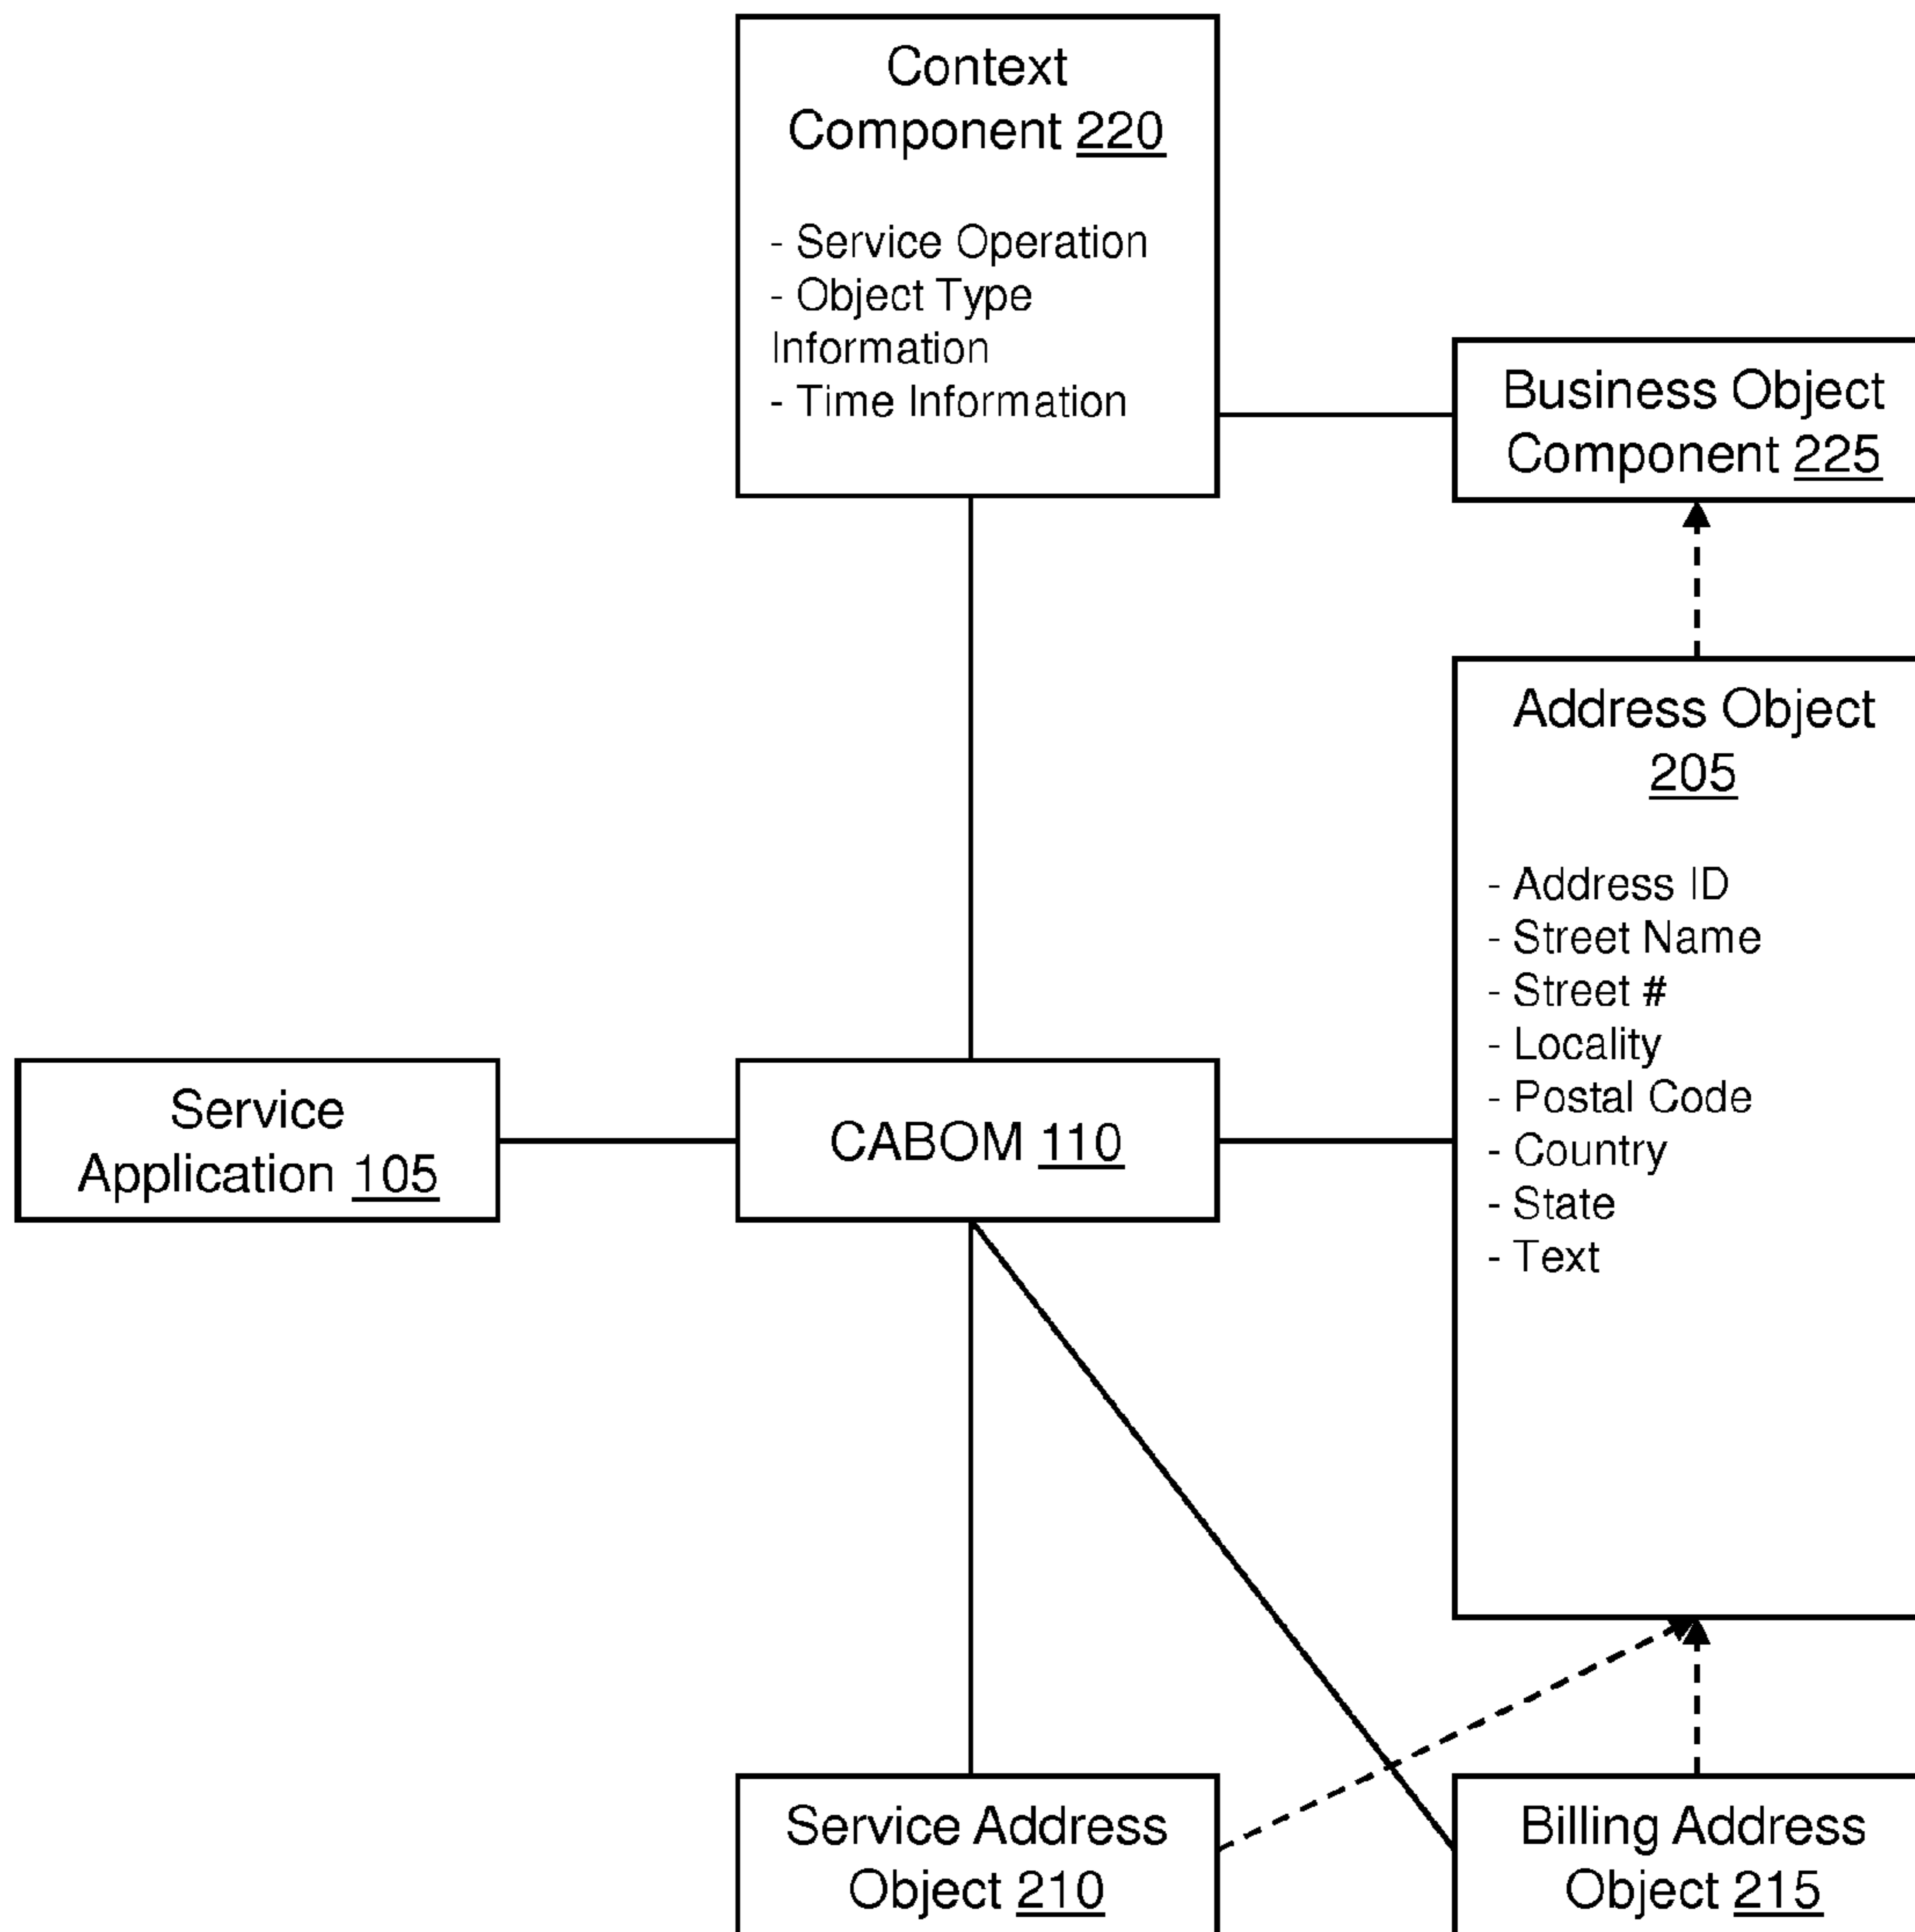 Context
Component 220
- Service Operation
- Object Type
Information
- Time Information
Business Object
Component 225
Address Object
205
- Address ID
- Street Name
- Street #
- Locality
- Postal Code
- Country
- State
- Text
Service
Application 105
CABOM 110
Service Address
Object 210
Billing Address
Object 215